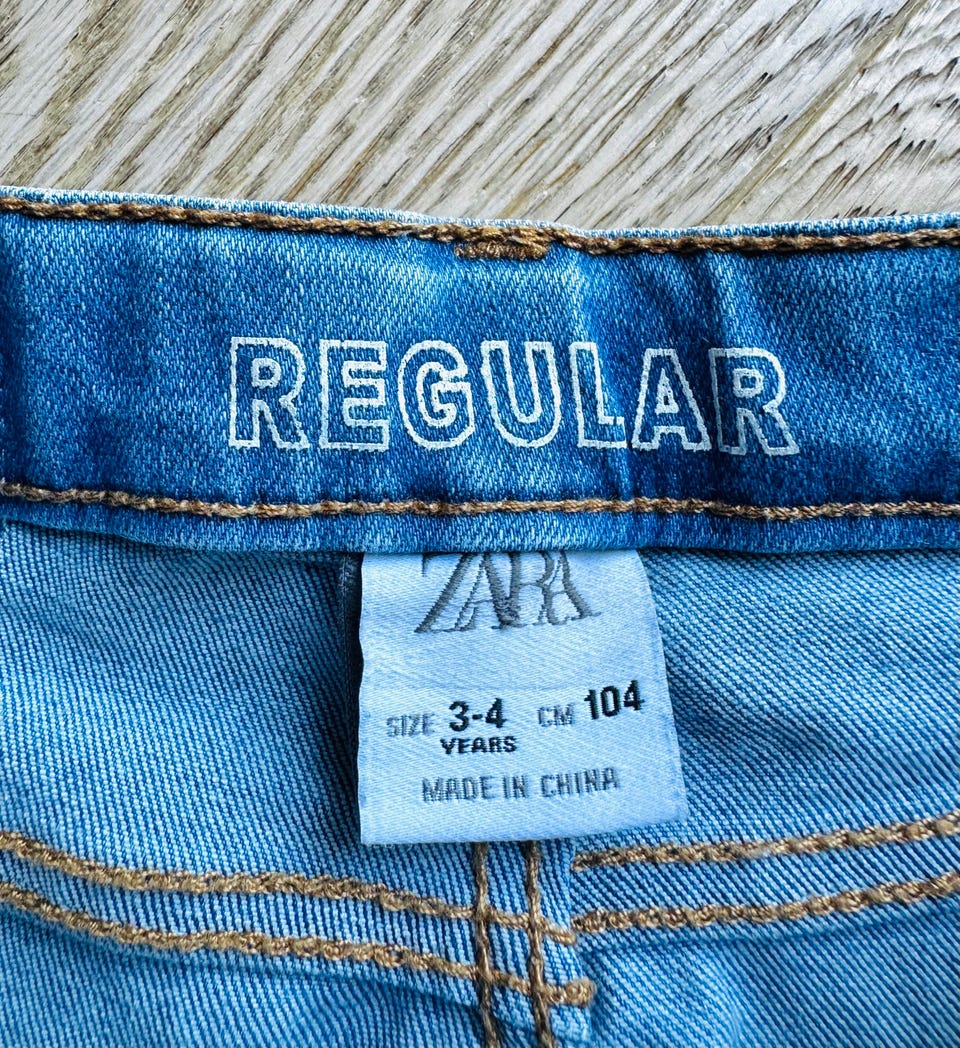 REGULAR
ZARA
SIZE 3-4 CM 104
YEARS
MADE IN CHINA